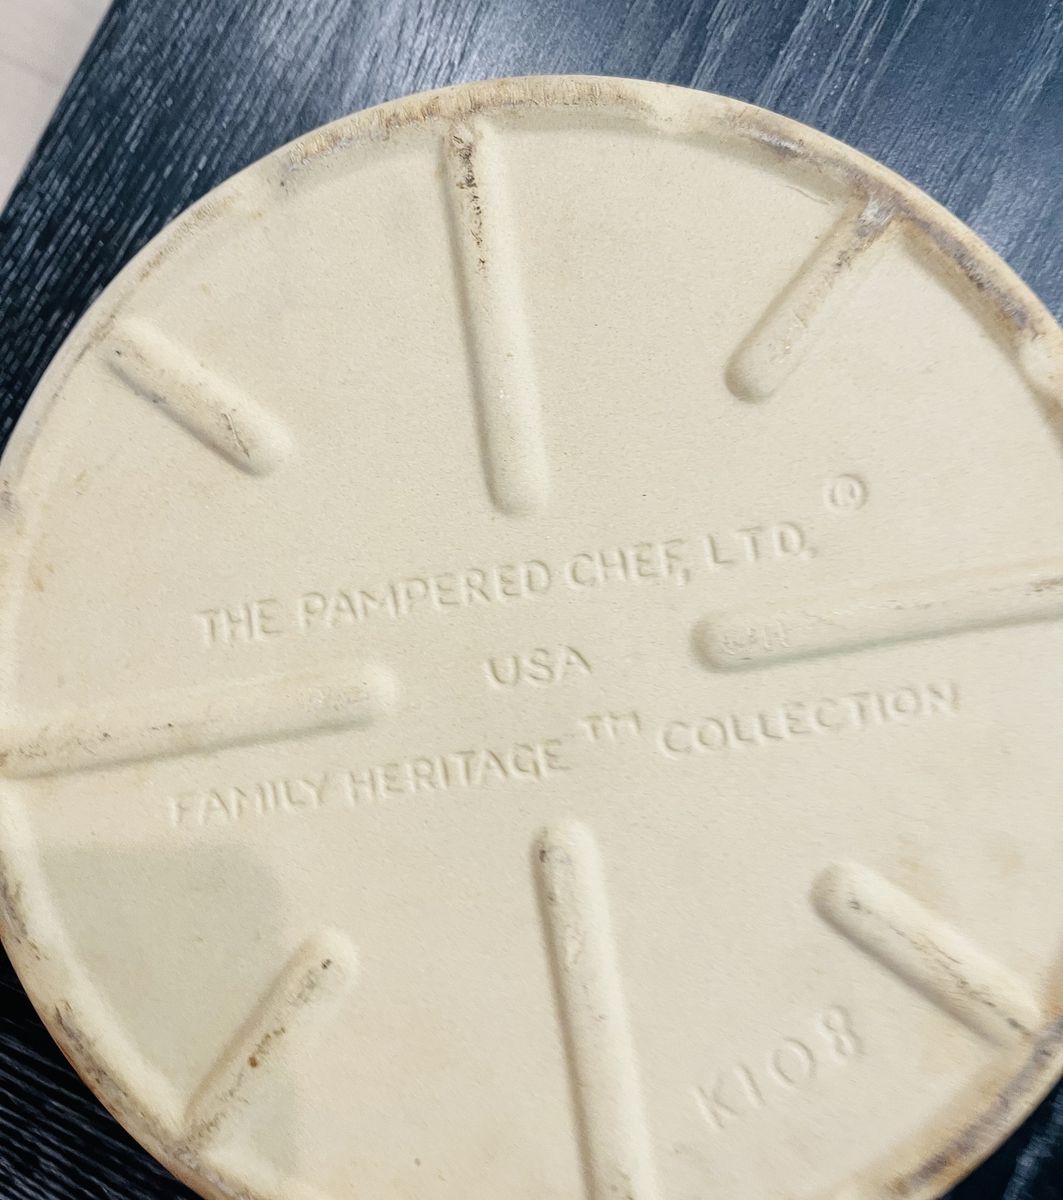 THE PAMPERED CHEF, LTD. ®
USA
FAMILY HERITAGE™ COLLECTION
K108